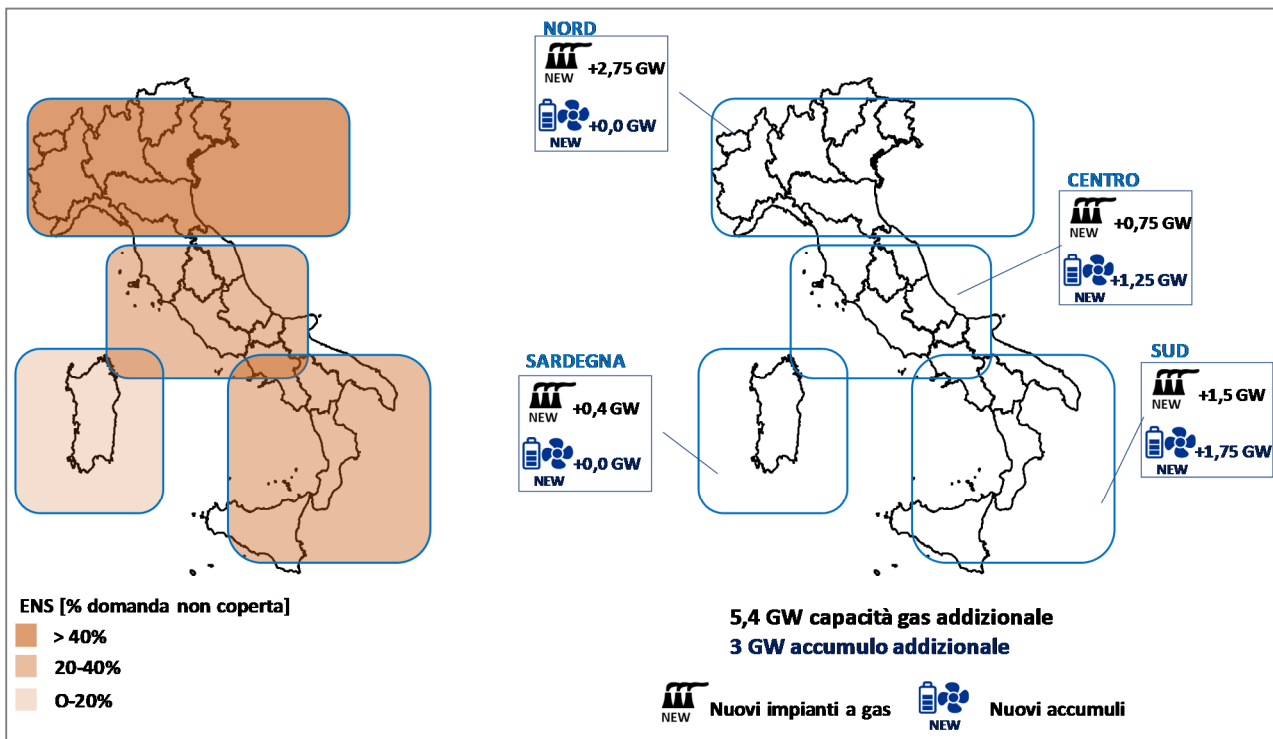 NORD
+2,75 GW
NEW
+0,0 GW
NEW
CENTRO
+0,75 GW
NEW
+1,25 GW
NEW
SARDEGNA
+0,4 GW
NEW
+0,0 GW
NEW
SUD
+1,5 GW
NEW
+1,75 GW
NEW
ENS [% domanda non coperta]
> 40%
20-40%
O-20%
5,4 GW capacità gas addizionale
3 GW accumulo addizionale
NEW Nuovi impianti a gas
NEW Nuovi accumuli